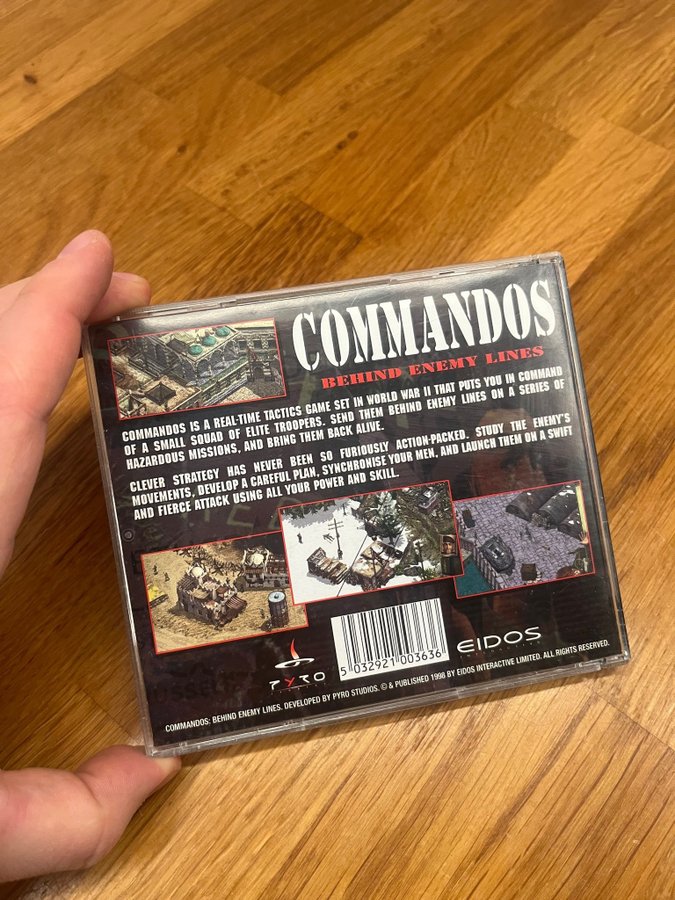 COMMANDOS
BEHIND ENEMY LINES
COMMANDOS IS A REAL-TIME TACTICS GAME SET IN WORLD WAR II THAT PUTS YOU IN COMMAND
OF A SMALL SQUAD OF ELITE TROOPERS. SEND THEM BEHIND ENEMY LINES ON A SERIES OF
HAZARDOUS MISSIONS, AND BRING THEM BACK ALIVE.
CLEVER STRATEGY HAS NEVER BEEN SO FURIOUSLY ACTION-PACKED. STUDY THE ENEMY'S
MOVEMENTS, DEVELOP A CAREFUL PLAN, SYNCHRONISE YOUR MEN, AND LAUNCH THEM ON A SWIFT
AND FIERCE ATTACK USING ALL YOUR POWER AND SKILL.
PYRO
5 032921 003636
EIDOS
COMMANDOS: BEHIND ENEMY LINES. DEVELOPED BY PYRO STUDIOS. © & PUBLISHED 1998 BY EIDOS INTERACTIVE LIMITED. ALL RIGHTS RESERVED.